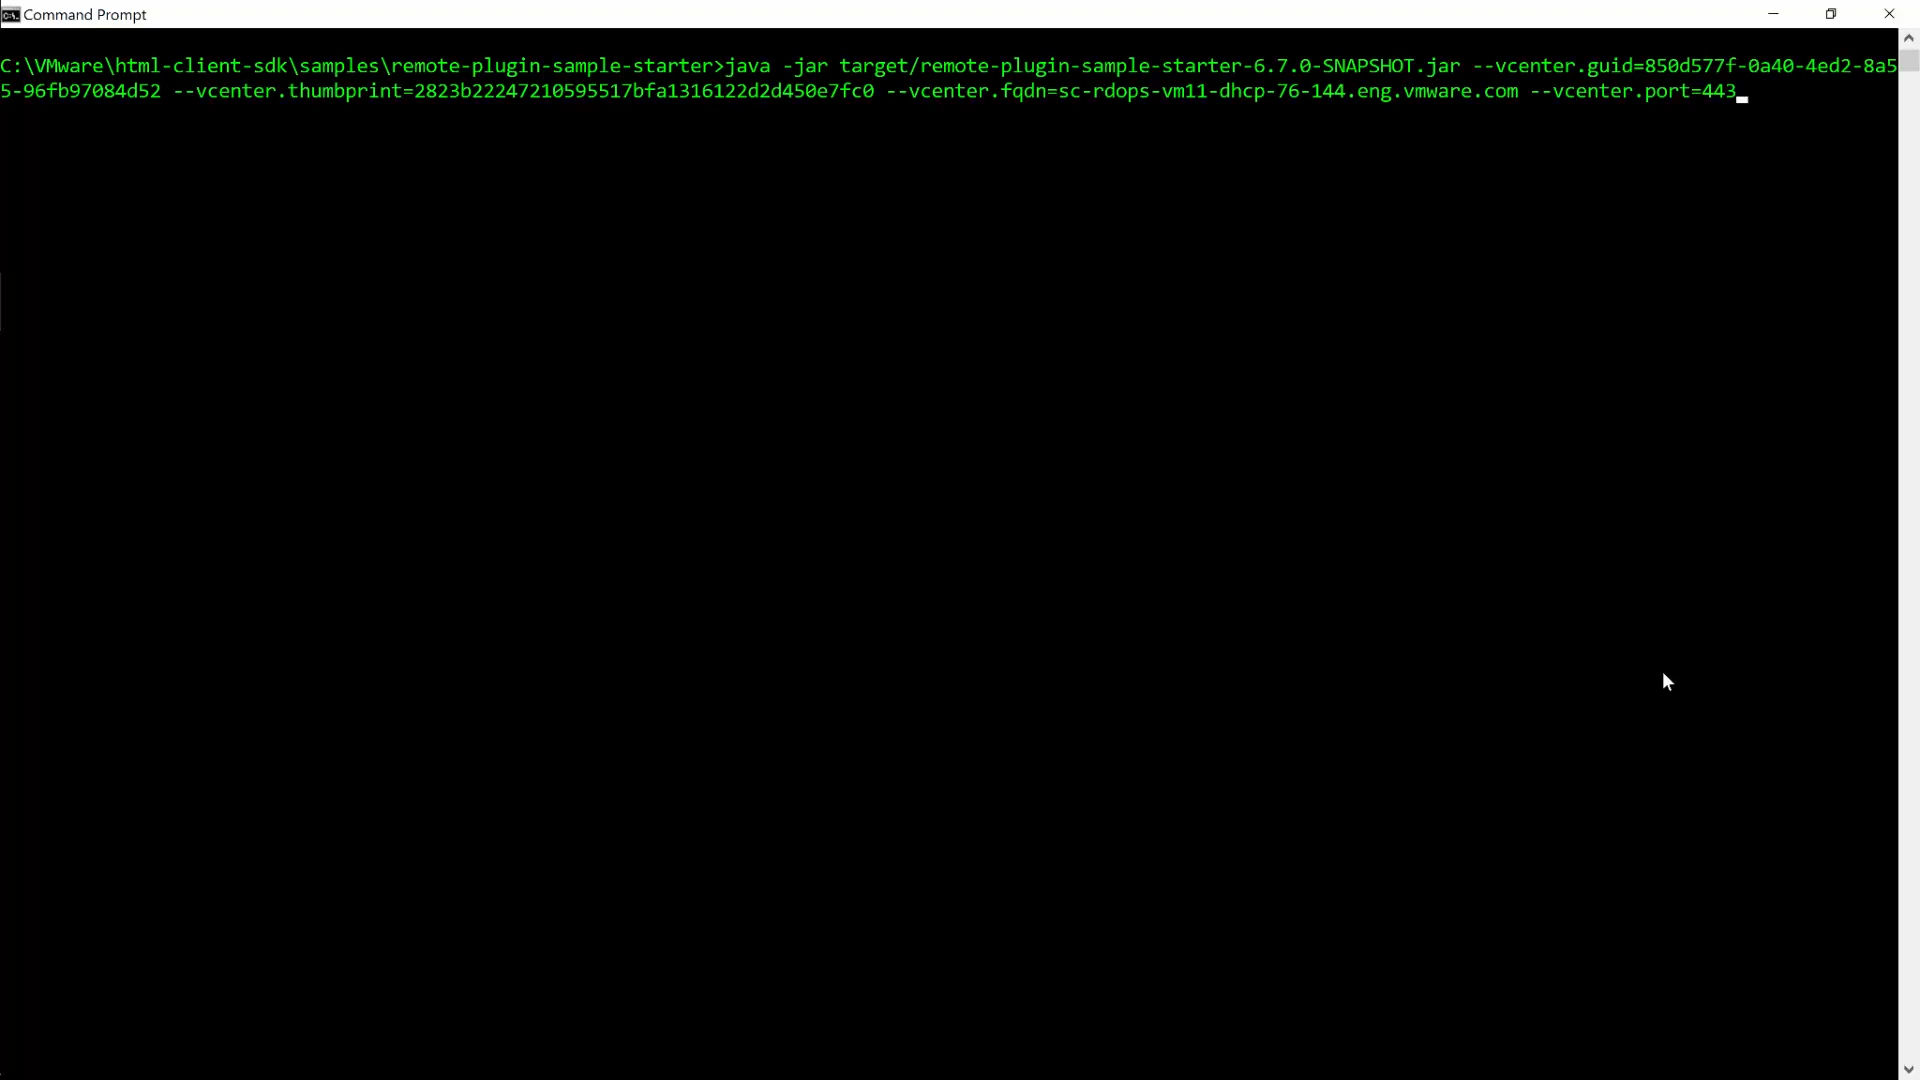 Command Prompt
C:\VMware\html-client-sdk\samples\remote-plugin-sample-starter>java -jar target/remote-plugin-sample-starter-6.7.0-SNAPSHOT.jar --vcenter.guid=850d577f-0a40-4ed2-8a5
5-96fb97084d52 --vcenter.thumbprint=2823b22247210595517bfa1316122d2d450e7fc0 --vcenter.fqdn=sc-rdops-vm11-dhcp-76-144.eng.vmware.com --vcenter.port=443